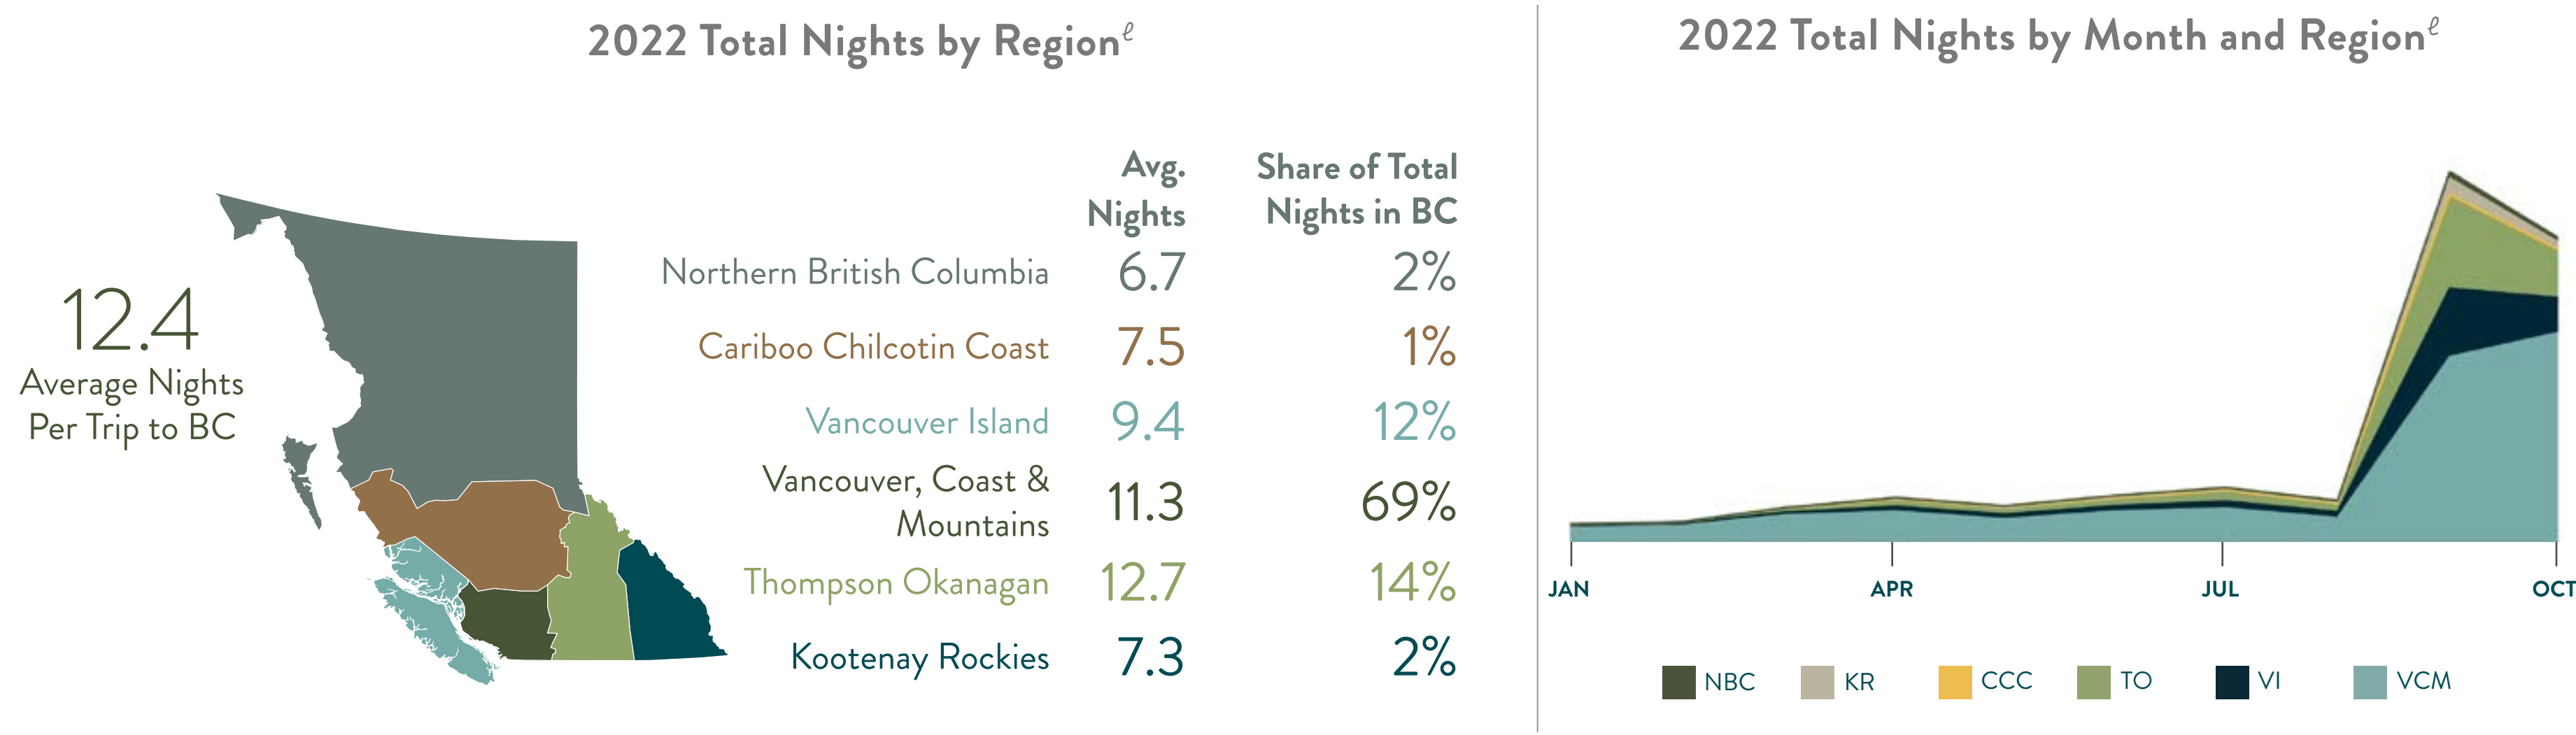 2022 Total Nights by Regionℓ
12.4
Average Nights
Per Trip to BC
Avg.
Nights
Share of Total
Nights in BC
Northern British Columbia 6.7 2%
Cariboo Chilcotin Coast 7.5 1%
Vancouver Island 9.4 12%
Vancouver, Coast &
Mountains 11.3 69%
Thompson Okanagan 12.7 14%
Kootenay Rockies 7.3 2%
2022 Total Nights by Month and Regionℓ
JAN APR JUL OCT
NBC KR CCC TO VI VCM